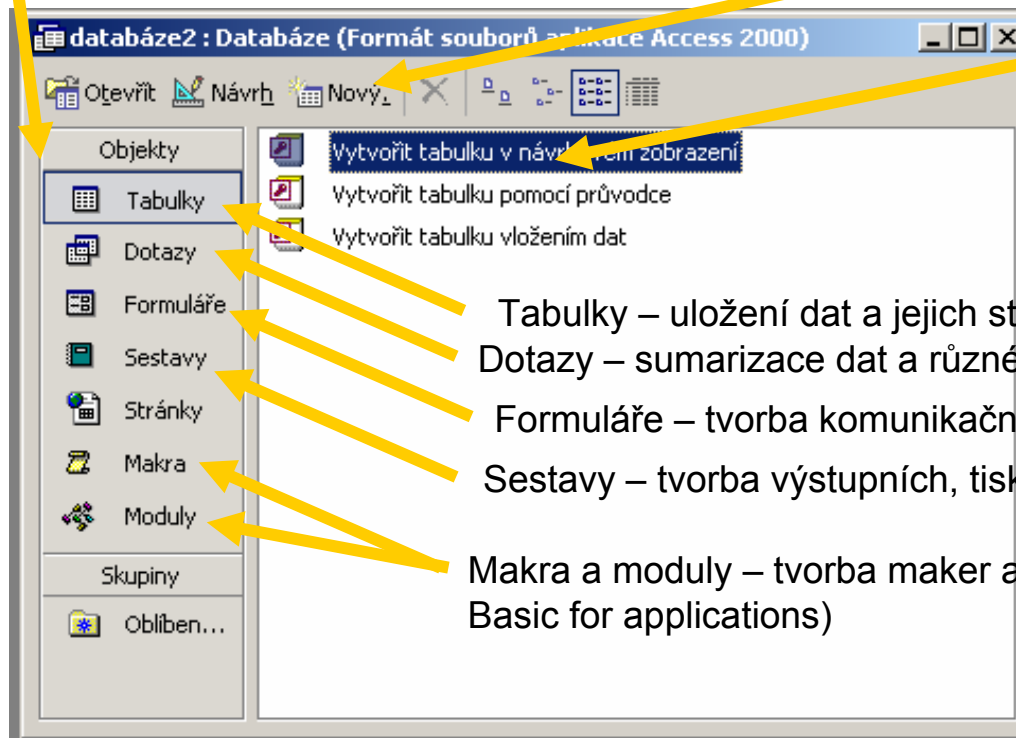 databáze2 : Databáze (Formát souborů aplikace Access 2000)
Otevřít Návrh Nový
Objekty
Tabulky
Dotazy
Formuláře
Sestavy
Stránky
Makra
Moduly
Skupiny
Oblíben...
Vytvořit tabulku v návrhovém zobrazení
Vytvořit tabulku pomocí průvodce
Vytvořit tabulku vložením dat
Tabulky – uložení dat a jejich st
Dotazy – sumarizace dat a různé
Formuláře – tvorba komunikačn
Sestavy – tvorba výstupních, tisk
Makra a moduly – tvorba maker a
Basic for applications)